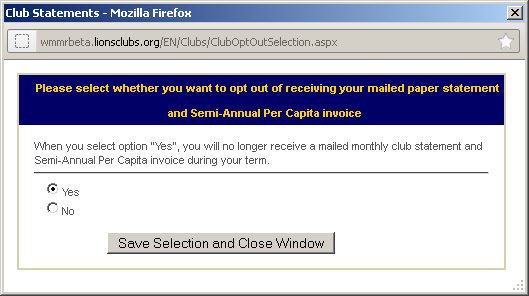 Club Statements - Mozilla Firefox
wmmrbeta.lionsclubs.org/EN/Clubs/ClubOptOutSelection.aspx
Please select whether you want to opt out of receiving your mailed paper statement
and Semi-Annual Per Capita invoice
When you select option "Yes", you will no longer receive a mailed monthly club statement and
Semi-Annual Per Capita invoice during your term.
Yes
No
Save Selection and Close Window